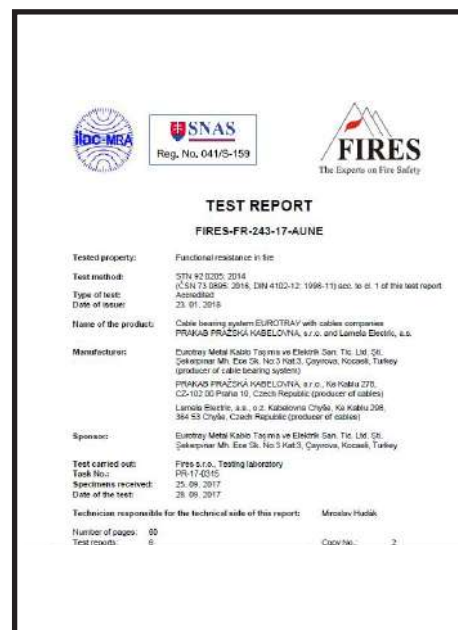 ilac-MRA
SNAS
Reg. No. 041/S-159
FIRES
The Experts on Fire Safety
TEST REPORT
FIRES-FR-243-17-AUNE
Tested property: Functional resistance in fire
Test method: STN 92 0205: 2014
(ČSN 73 0895: 2016, DIN 4102-12: 1998-11) acc. to cl. 1 of this test report
Type of test: Accredited
Date of issue: 23. 01. 2018
Name of the product: Cable bearing system EUROTRAY with cables companies
PRAKAB PRAŽSKÁ KABELOVNA, s.r.o. and Lamela Electric, a.s.
Manufacturer: Eurotray Metal Kablo Taşıma ve Elektrik San. Tic. Ltd. Şti.
Şekerpınar Mh. Ece Sk. No:3 Kat:3, Çayırova, Kocaeli, Turkey
(producer of cable bearing system)
PRAKAB PRAŽSKÁ KABELOVNA, s.r.o., Ke Kablu 278,
CZ-102 00 Praha 10, Czech Republic (producer of cables)
Lamela Electric, a.s., o.z. Kabelovna Chyše, Ke Kablu 298,
364 53 Chyše, Czech Republic (producer of cables)
Sponsor: Eurotray Metal Kablo Taşıma ve Elektrik San. Tic. Ltd. Şti.
Şekerpınar Mh. Ece Sk. No:3 Kat:3, Çayırova, Kocaeli, Turkey
Test carried out: Fires s.r.o., Testing laboratory
Task No.: PR-17-0315
Specimens received: 25. 09. 2017
Date of the test: 28. 09. 2017
Technician responsible for the technical side of this report: Miroslav Hudák
Number of pages: 60
Test reports: 6 Copy No.: 2